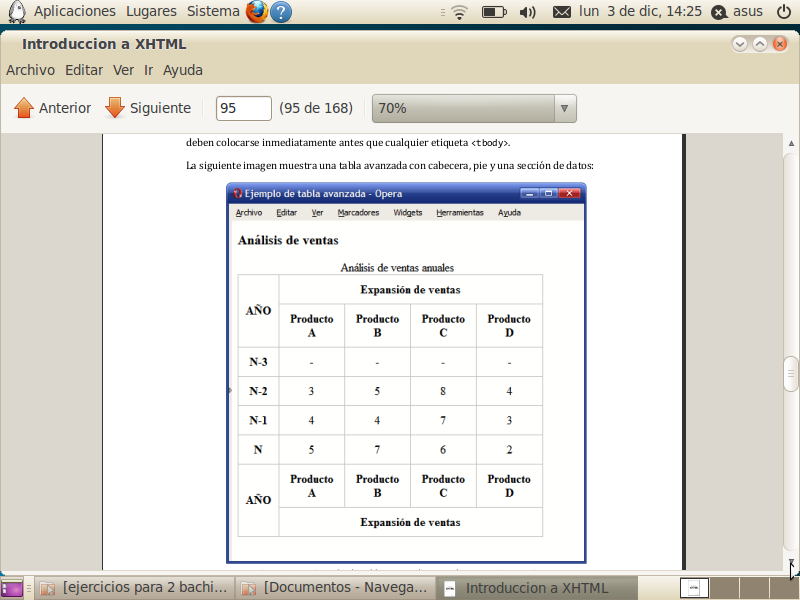 Aplicaciones Lugares Sistema ? lun 3 de dic, 14:25 asus
Introduccion a XHTML
Archivo Editar Ver Ir Ayuda
Anterior Siguiente 95 (95 de 168) 70%
deben colocarse inmediatamente antes que cualquier etiqueta <tbody>.
La siguiente imagen muestra una tabla avanzada con cabecera, pie y una sección de datos:
Ejemplo de tabla avanzada - Opera
Archivo Editar Ver Marcadores Widgets Herramientas Ayuda
Análisis de ventas
Análisis de ventas anuales
AÑO Expansión de ventas
Producto A Producto B Producto C Producto D
N-3 - - - -
N-2 3 5 8 4
N-1 4 4 7 3
N 5 7 6 2
AÑO Producto A Producto B Producto C Producto D
Expansión de ventas
[ejercicios para 2 bachi... [Documentos - Navega... Introduccion a XHTML